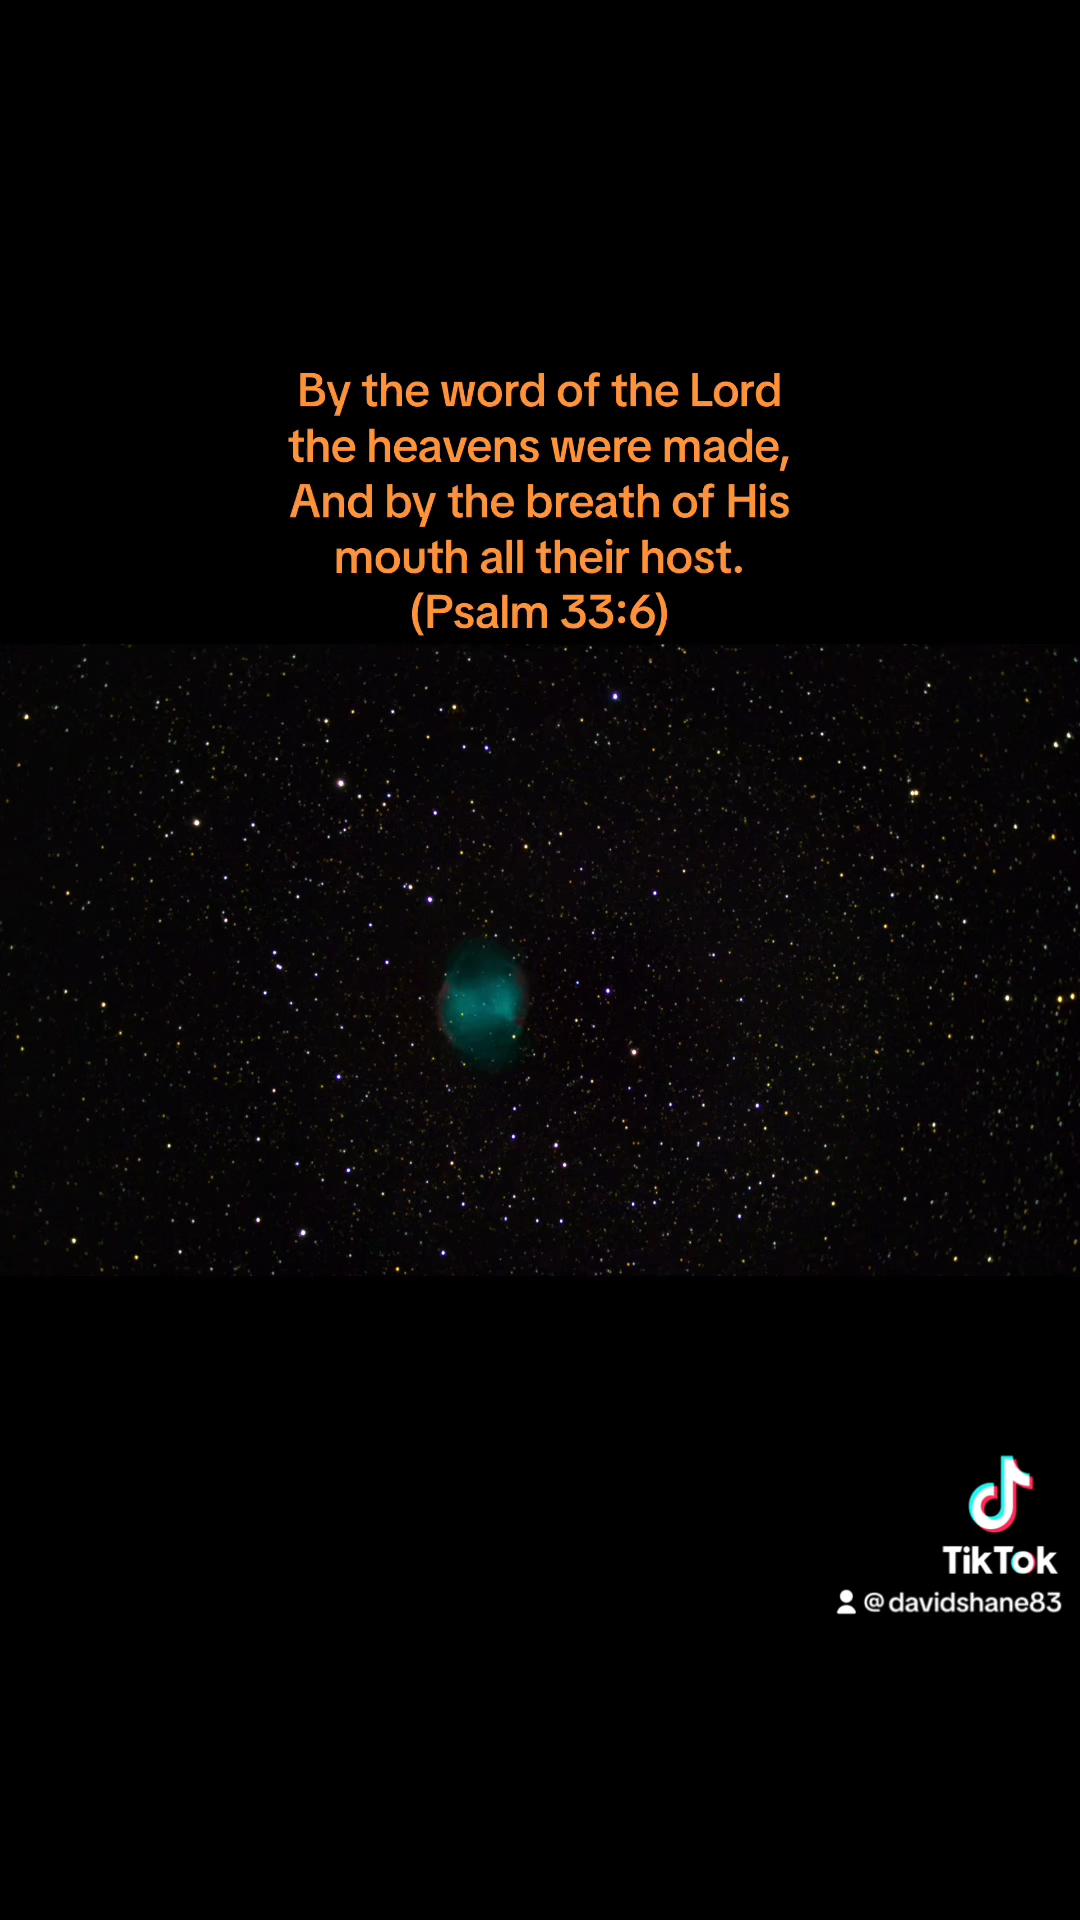 By the word of the Lord
the heavens were made,
And by the breath of His
mouth all their host.
(Psalm 33:6)
TikTok
@davidshane83